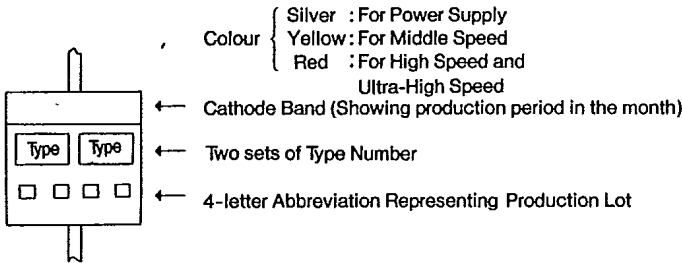 Colour
Silver : For Power Supply
Yellow : For Middle Speed
Red : For High Speed and
Ultra-High Speed
Cathode Band (Showing production period in the month)
Type Type
Two sets of Type Number
4-letter Abbreviation Representing Production Lot